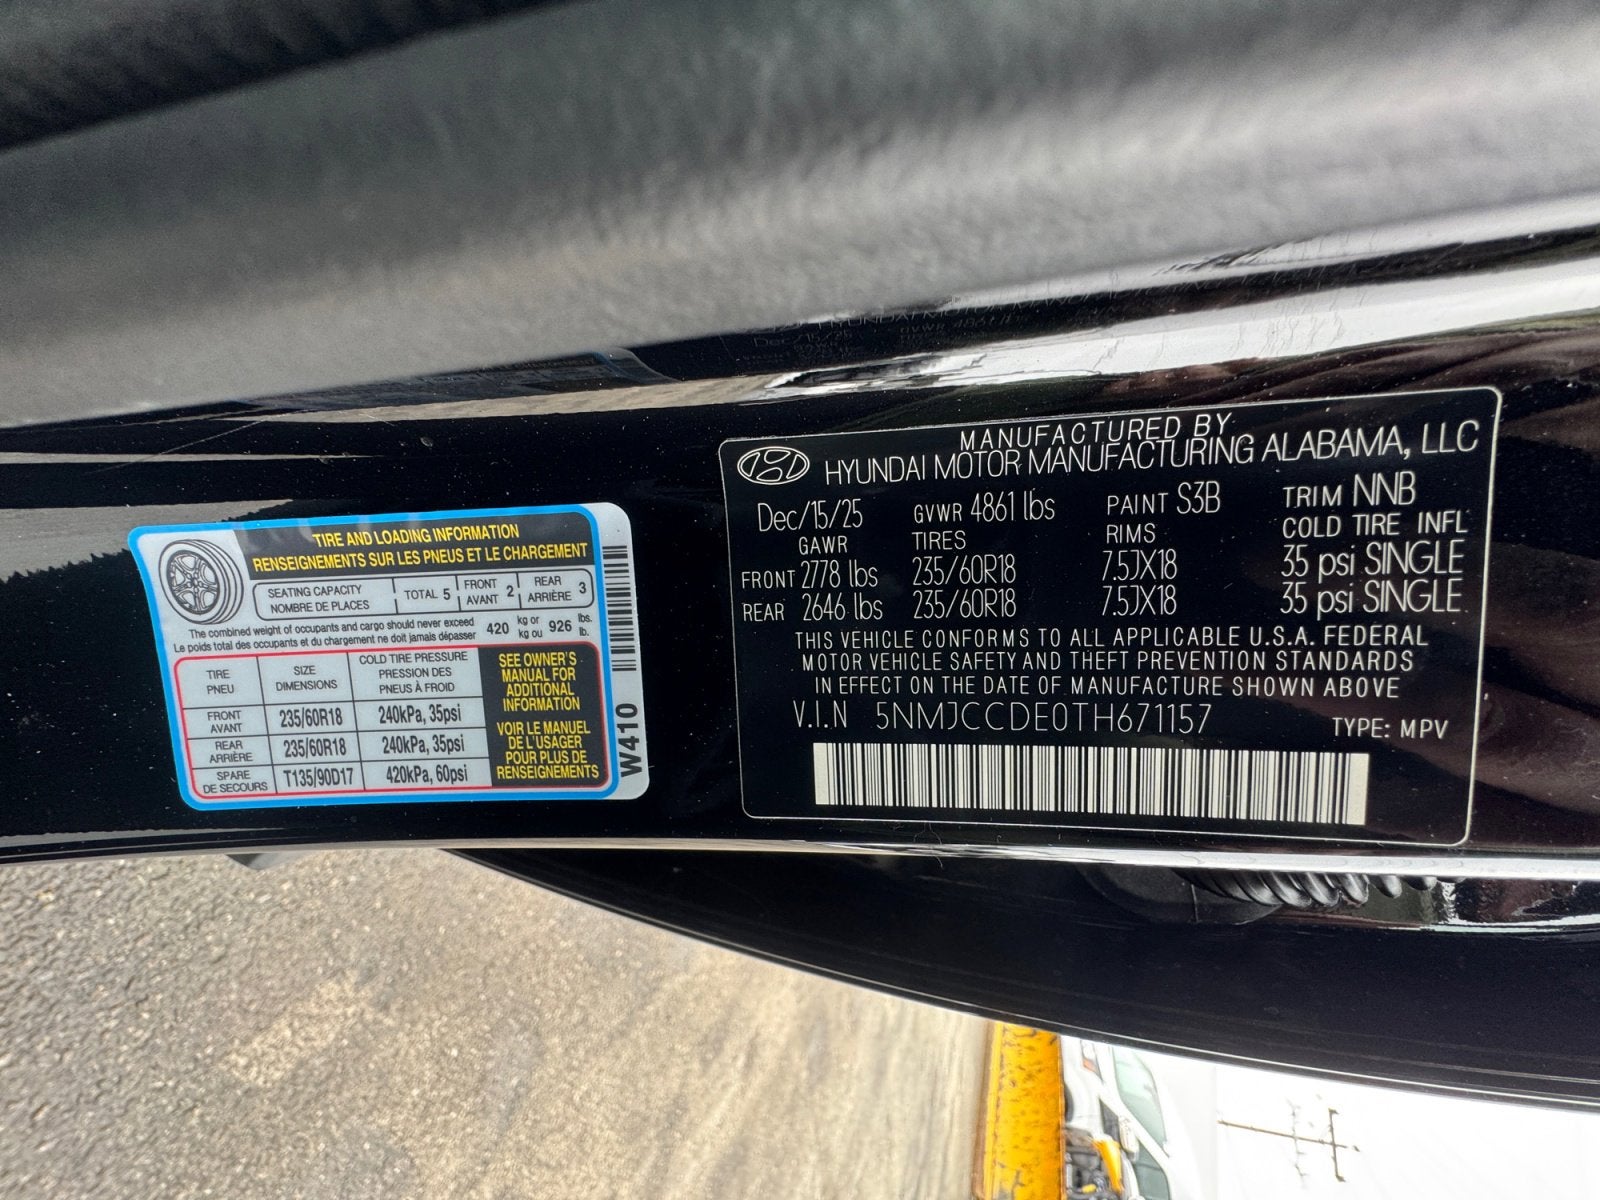 TIRE AND LOADING INFORMATION
RENSEIGNEMENTS SUR LES PNEUS ET LE CHARGEMENT
SEATING CAPACITY
NOMBRE DE PLACES
TOTAL 5
FRONT
AVANT 2
REAR
ARRIÈRE 3
The combined weight of occupants and cargo should never exceed
Le poids total des occupants et du chargement ne doit jamais dépasser
420 kg or
kg ou 926 lbs.
lb.
TIRE
PNEU
SIZE
DIMENSIONS
COLD TIRE PRESSURE
PRESSION DES
PNEUS À FROID
FRONT
AVANT
235/60R18
240kPa, 35psi
REAR
ARRIÈRE
235/60R18
240kPa, 35psi
SPARE
DE SECOURS
T135/90D17
420kPa, 60psi
SEE OWNER'S
MANUAL FOR
ADDITIONAL
INFORMATION
VOIR LE MANUEL
DE L'USAGER
POUR PLUS DE
RENSEIGNEMENTS
W410
MANUFACTURED BY
HYUNDAI MOTOR MANUFACTURING ALABAMA, LLC
Dec/15/25 GVWR 4861 lbs PAINT S3B TRIM NNB
GAWR TIRES RIMS COLD TIRE INFL
FRONT 2778 lbs 235/60R18 7.5JX18 35 psi SINGLE
REAR 2646 lbs 235/60R18 7.5JX18 35 psi SINGLE
THIS VEHICLE CONFORMS TO ALL APPLICABLE U.S.A. FEDERAL
MOTOR VEHICLE SAFETY AND THEFT PREVENTION STANDARDS
IN EFFECT ON THE DATE OF MANUFACTURE SHOWN ABOVE
V.I.N 5NMJCCDE0TH671157 TYPE: MPV